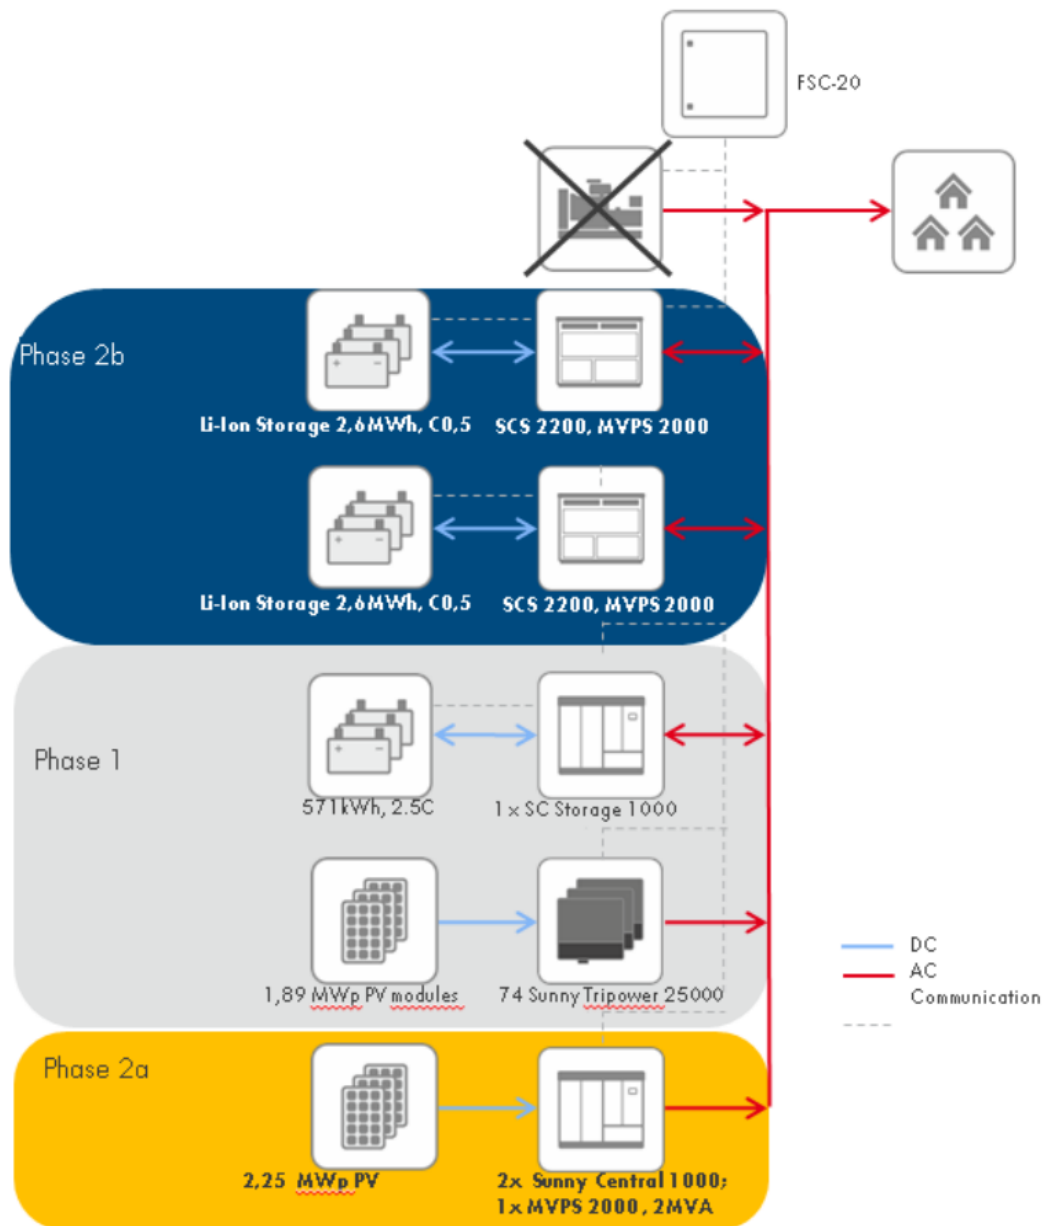 FSC-20
Phase 2b
Li-Ion Storage 2,6MWh, C0,5
SCS 2200, MVPS 2000
Li-Ion Storage 2,6MWh, C0,5
SCS 2200, MVPS 2000
Phase 1
571kWh, 2.5C
1 x SC Storage 1000
1,89 MWp PV modules
74 Sunny Tripower 25000
DC
AC
Communication
Phase 2a
2,25 MWp PV
2x Sunny Central 1000;
1x MVPS 2000, 2MVA